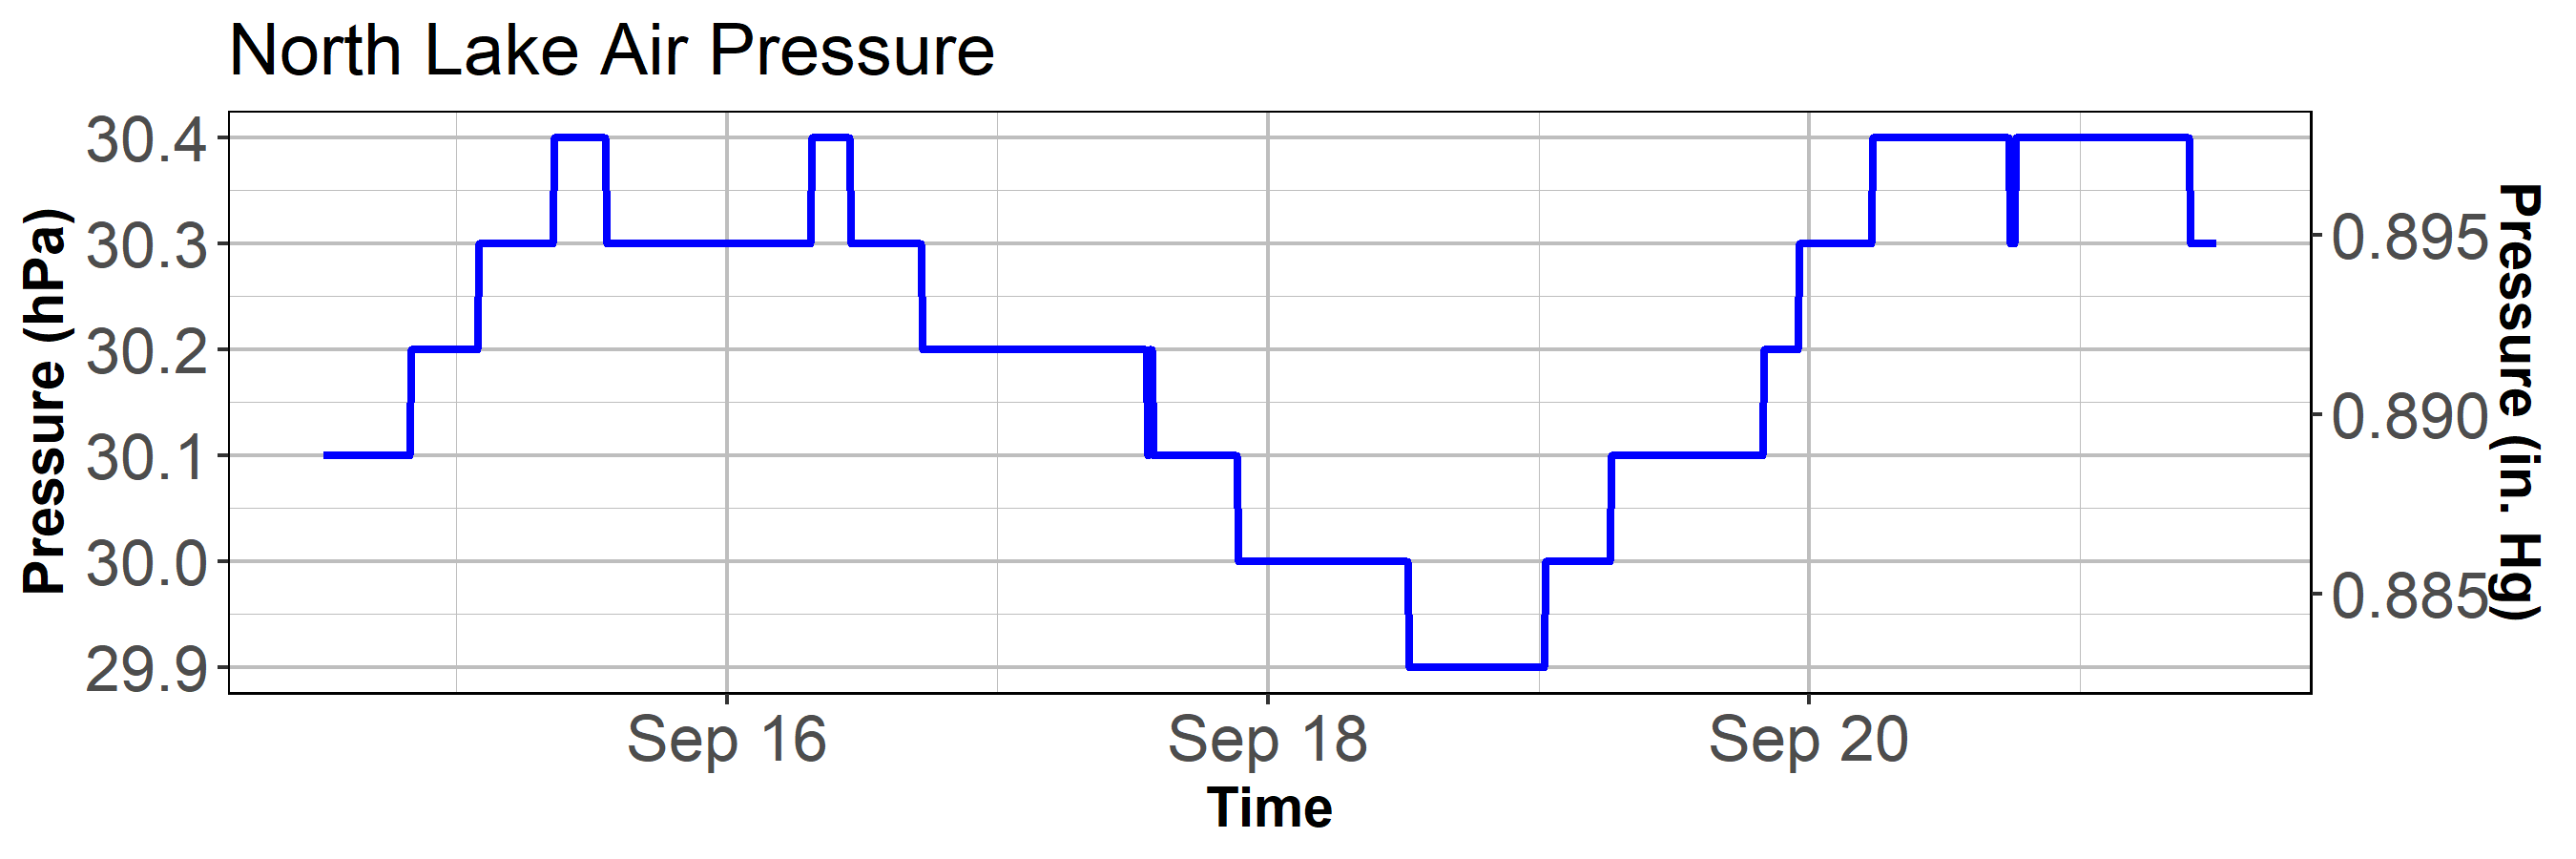 North Lake Air Pressure
Pressure (hPa)
30.4
30.3
30.2
30.1
30.0
29.9
0.895
0.890
0.885
Pressure (in. Hg)
Sep 16
Sep 18
Sep 20
Time